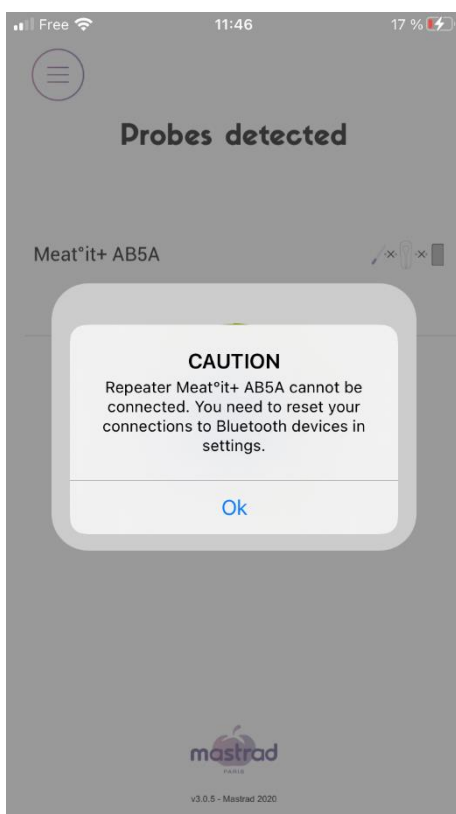 Free 11:46 17 %
Probes detected
Meat°it+ AB5A
CAUTION
Repeater Meat°it+ AB5A cannot be
connected. You need to reset your
connections to Bluetooth devices in
settings.
Ok
mastrad
PARIS
v3.0.5 - Mastrad 2020